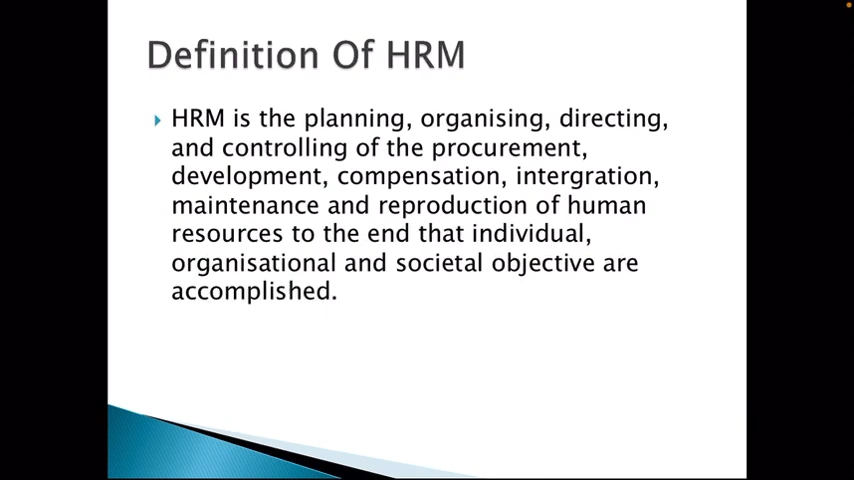 Definition Of HRM
HRM is the planning, organising, directing,
and controlling of the procurement,
development, compensation, intergration,
maintenance and reproduction of human
resources to the end that individual,
organisational and societal objective are
accomplished.